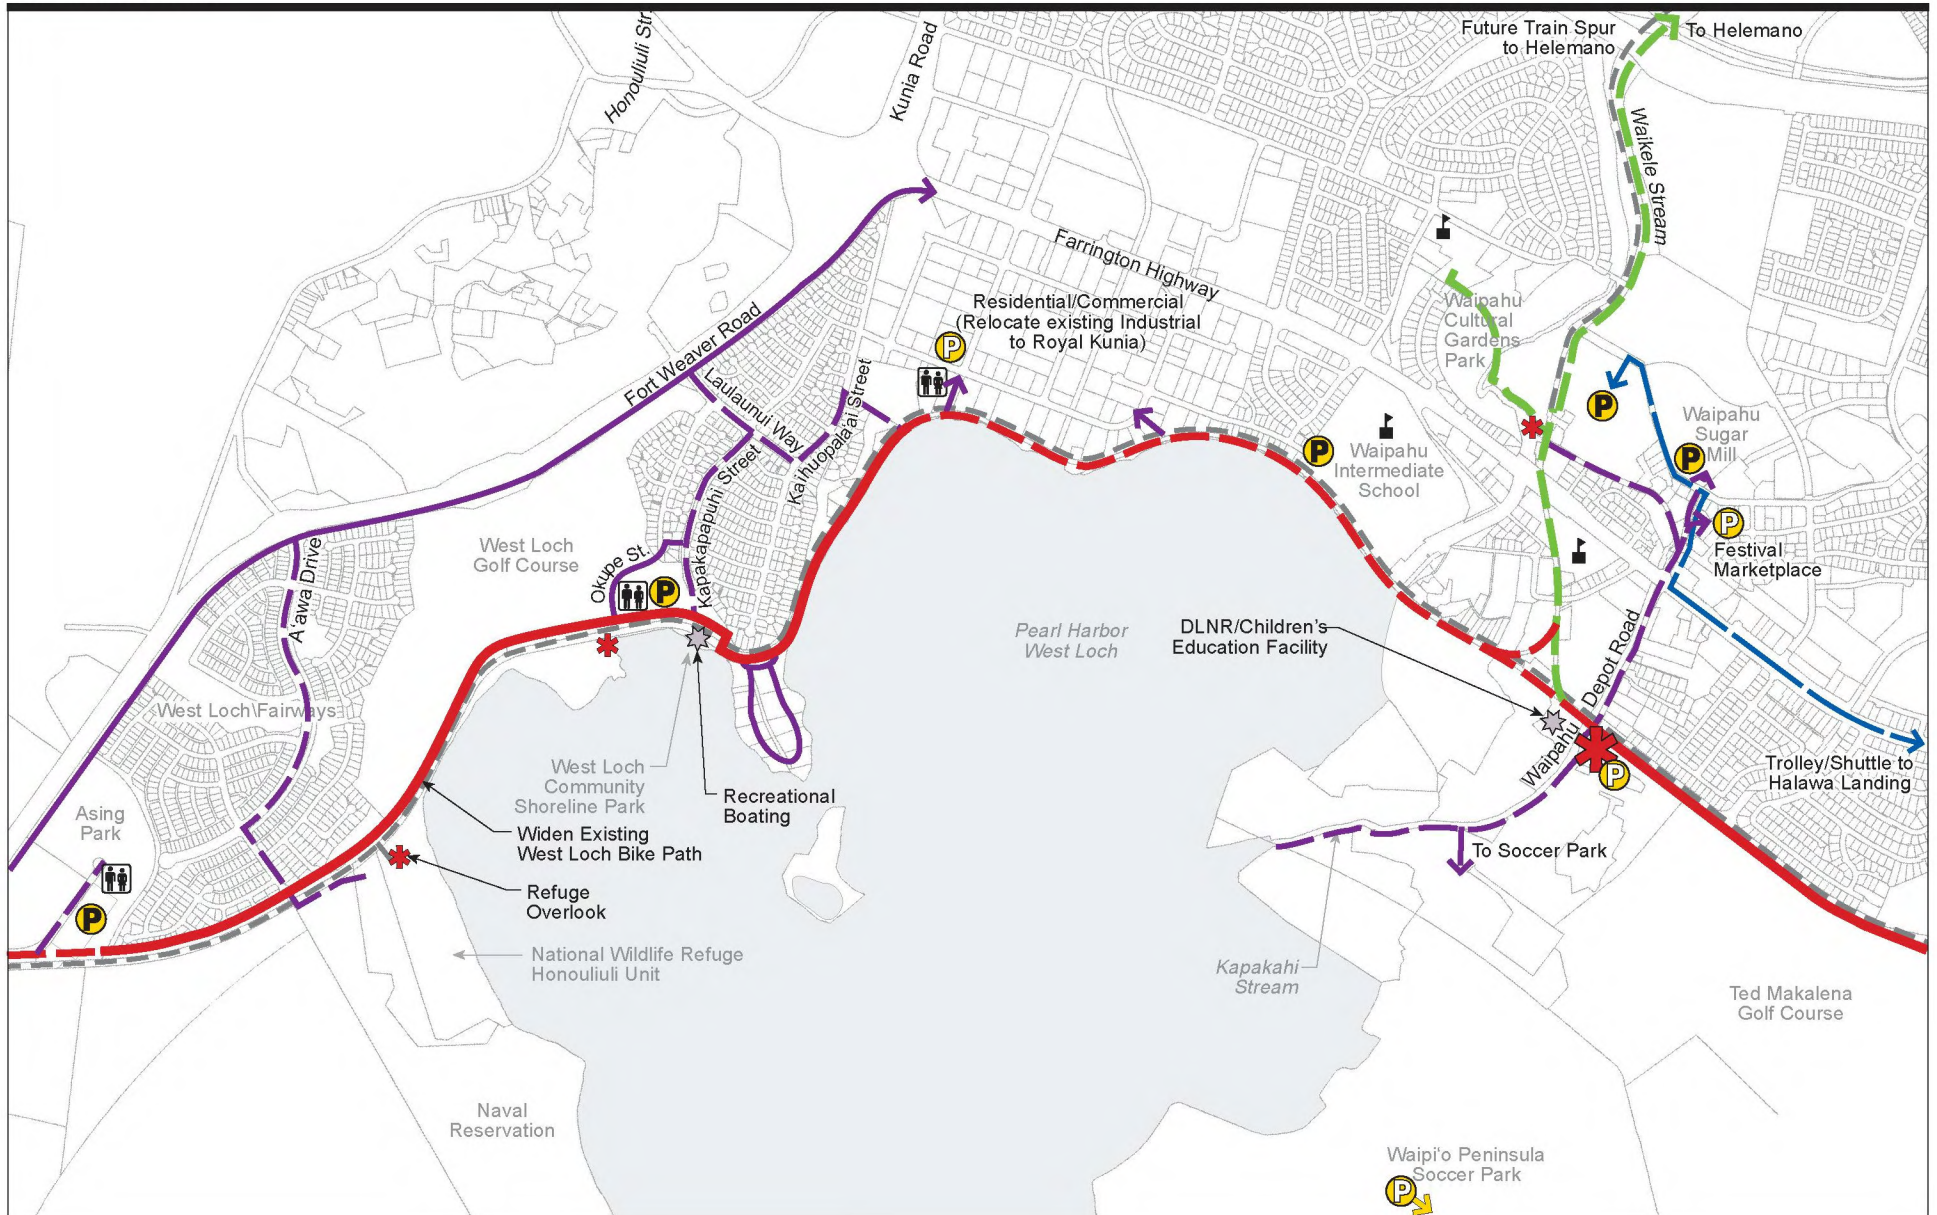 Future Train Spur
to Helemano
To Helemano
Honouliuli Str
Kunia Road
Waikele Stream
Farrington Highway
Residential/Commercial
(Relocate existing Industrial
to Royal Kunia)
P
Waipahu
Cultural
Gardens
Park
Fort Weaver Road
Laulaunui Way
Kaihuopala'ai Street
P
Waipahu
Sugar
Mill
P
P
Waipahu
Intermediate
School
Kapakapapuhi Street
P
Festival
Marketplace
West Loch
Golf Course
Okupe St.
P
A'awa Drive
DLNR/Children's
Education Facility
Pearl Harbor
West Loch
Waipahu Depot Road
West Loch\Fairways
P
Trolley/Shuttle to
Halawa Landing
West Loch
Community
Shoreline Park
Recreational
Boating
Asing
Park
Widen Existing
West Loch Bike Path
To Soccer Park
Refuge
Overlook
P
National Wildlife Refuge
Honouliuli Unit
Kapakahi
Stream
Ted Makalena
Golf Course
Naval
Reservation
Waipi'o Peninsula
Soccer Park
P